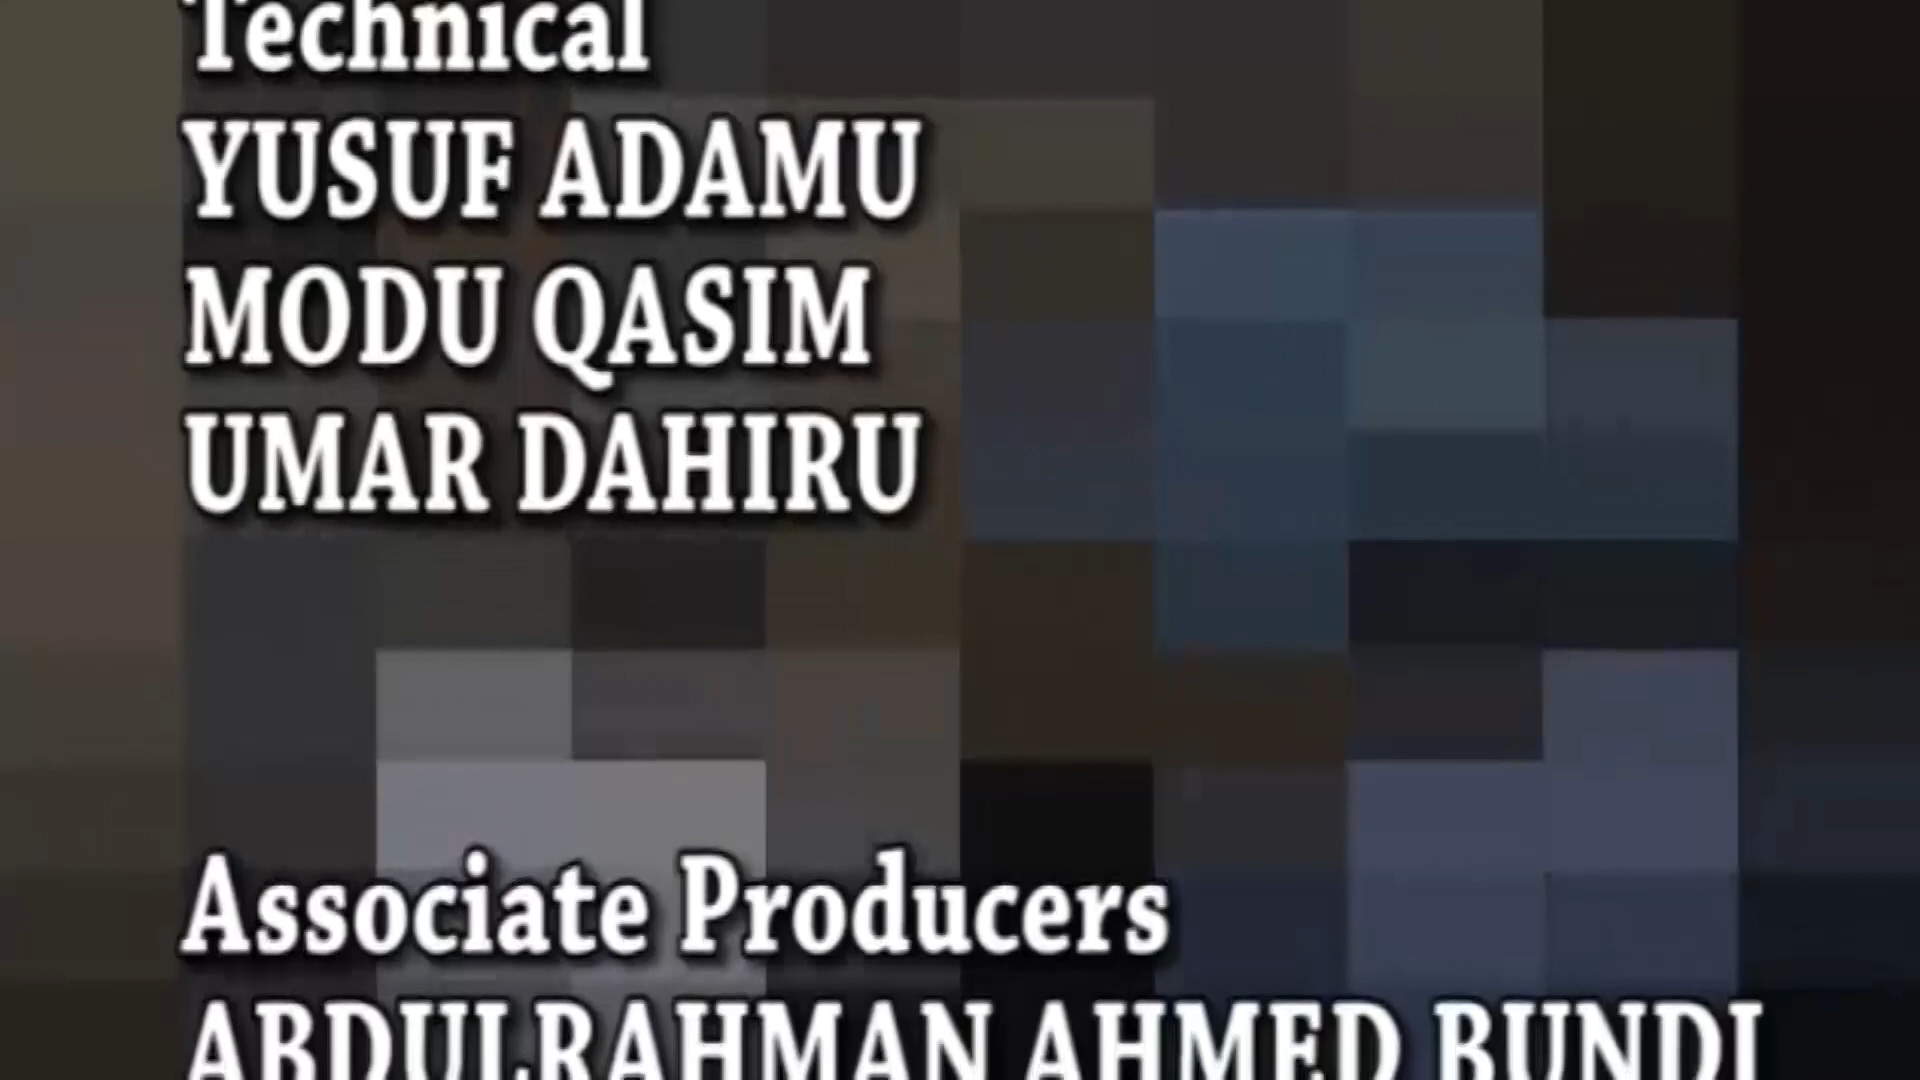 Technical
YUSUF ADAMU
MODU QASIM
UMAR DAHIRU
Associate Producers
ABDULRAHMAN AHMED BUNDI